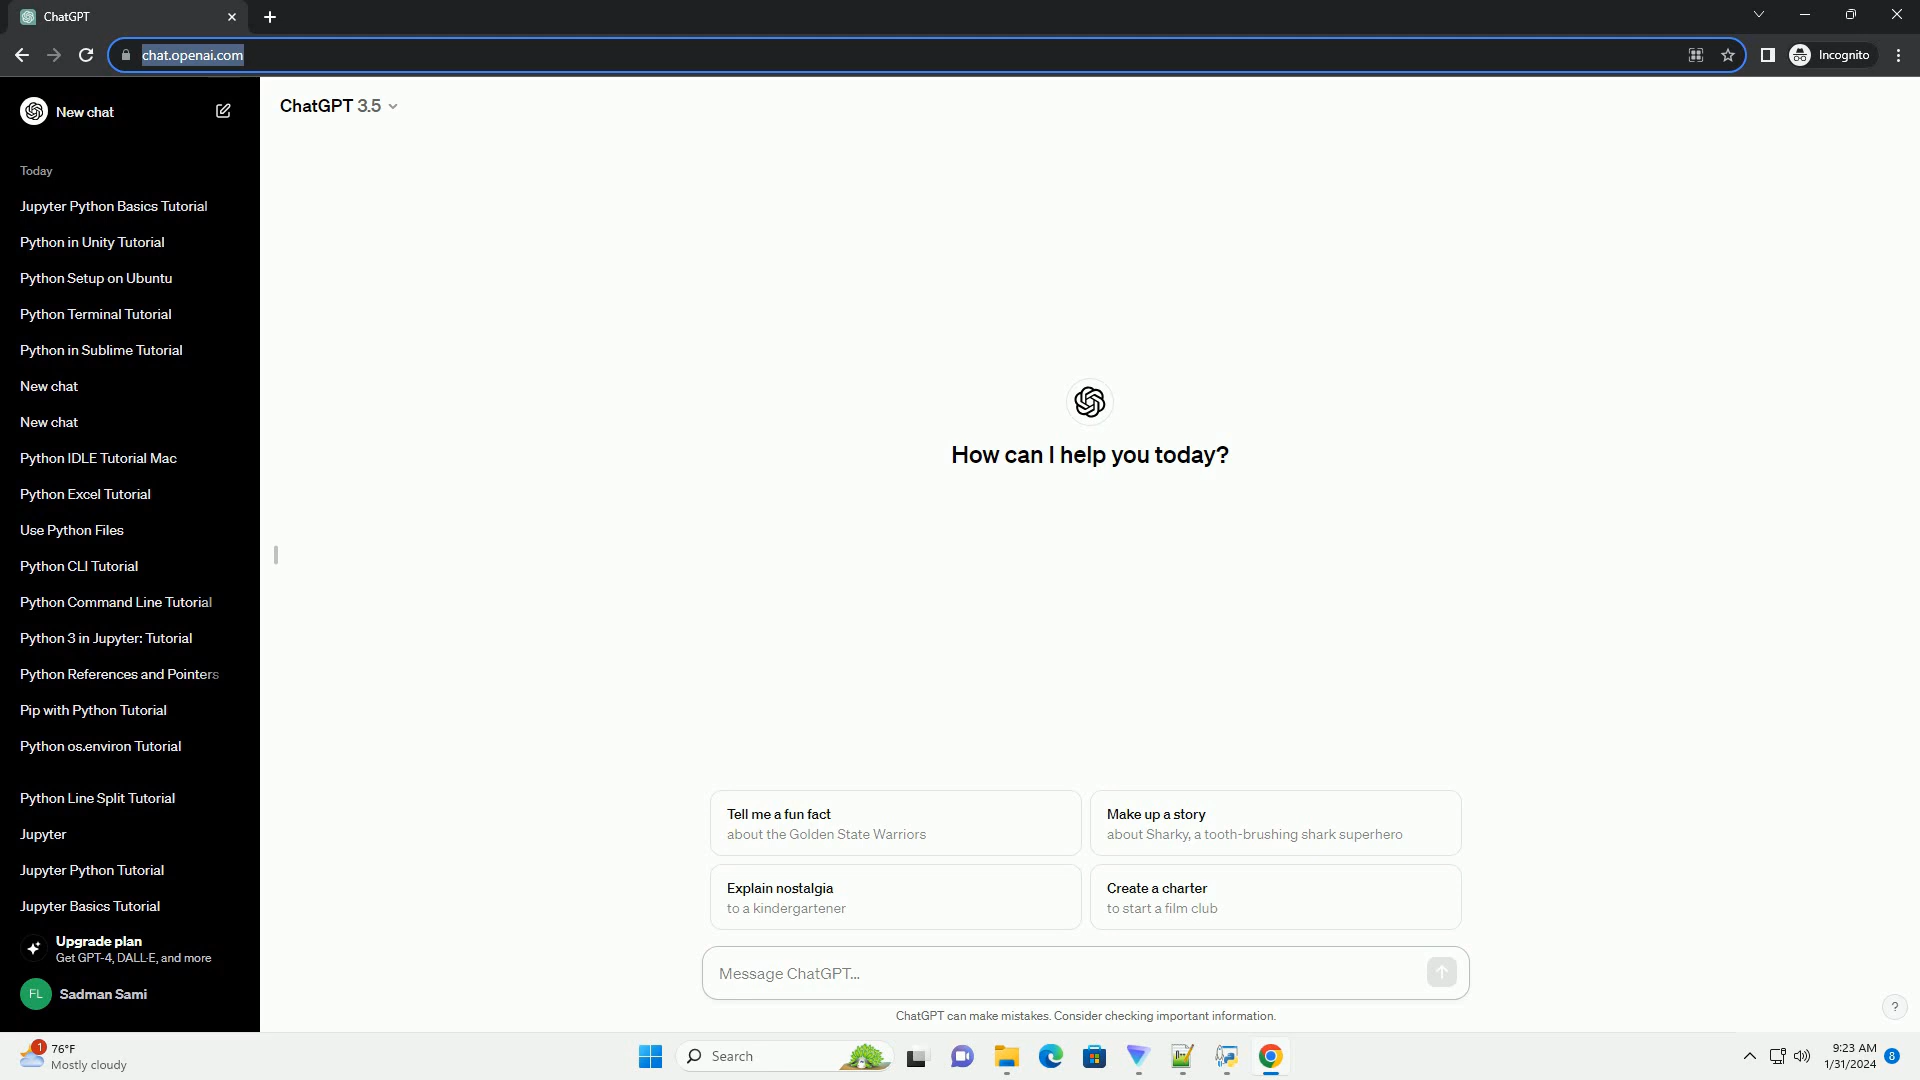 ChatGPT
chat.openai.com
Incognito
New chat
ChatGPT 3.5
Today
Jupyter Python Basics Tutorial
Python in Unity Tutorial
Python Setup on Ubuntu
Python Terminal Tutorial
Python in Sublime Tutorial
New chat
New chat
Python IDLE Tutorial Mac
Python Excel Tutorial
Use Python Files
Python CLI Tutorial
Python Command Line Tutorial
Python 3 in Jupyter: Tutorial
Python References and Pointers
Pip with Python Tutorial
Python os.environ Tutorial
Python Line Split Tutorial
Jupyter
Jupyter Python Tutorial
Jupyter Basics Tutorial
Upgrade plan
Get GPT-4, DALL·E, and more
FL
Sadman Sami
How can I help you today?
Tell me a fun fact
about the Golden State Warriors
Make up a story
about Sharky, a tooth-brushing shark superhero
Explain nostalgia
to a kindergartener
Create a charter
to start a film club
Message ChatGPT...
ChatGPT can make mistakes. Consider checking important information.
?
1
76°F
Mostly cloudy
Search
9:23 AM
1/31/2024
8